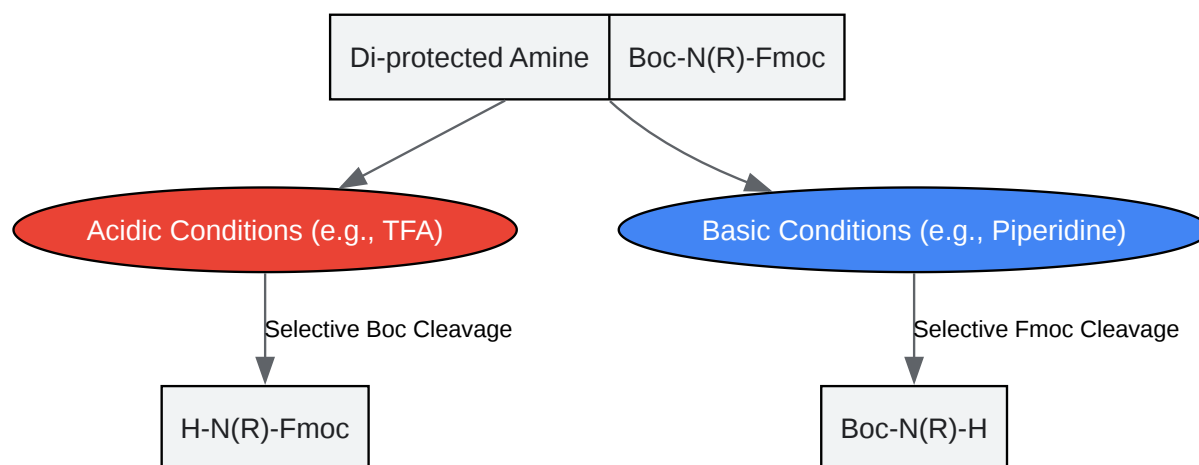 Di-protected Amine
Boc-N(R)-Fmoc
Acidic Conditions (e.g., TFA)
Basic Conditions (e.g., Piperidine)
Selective Boc Cleavage
Selective Fmoc Cleavage
H-N(R)-Fmoc
Boc-N(R)-H